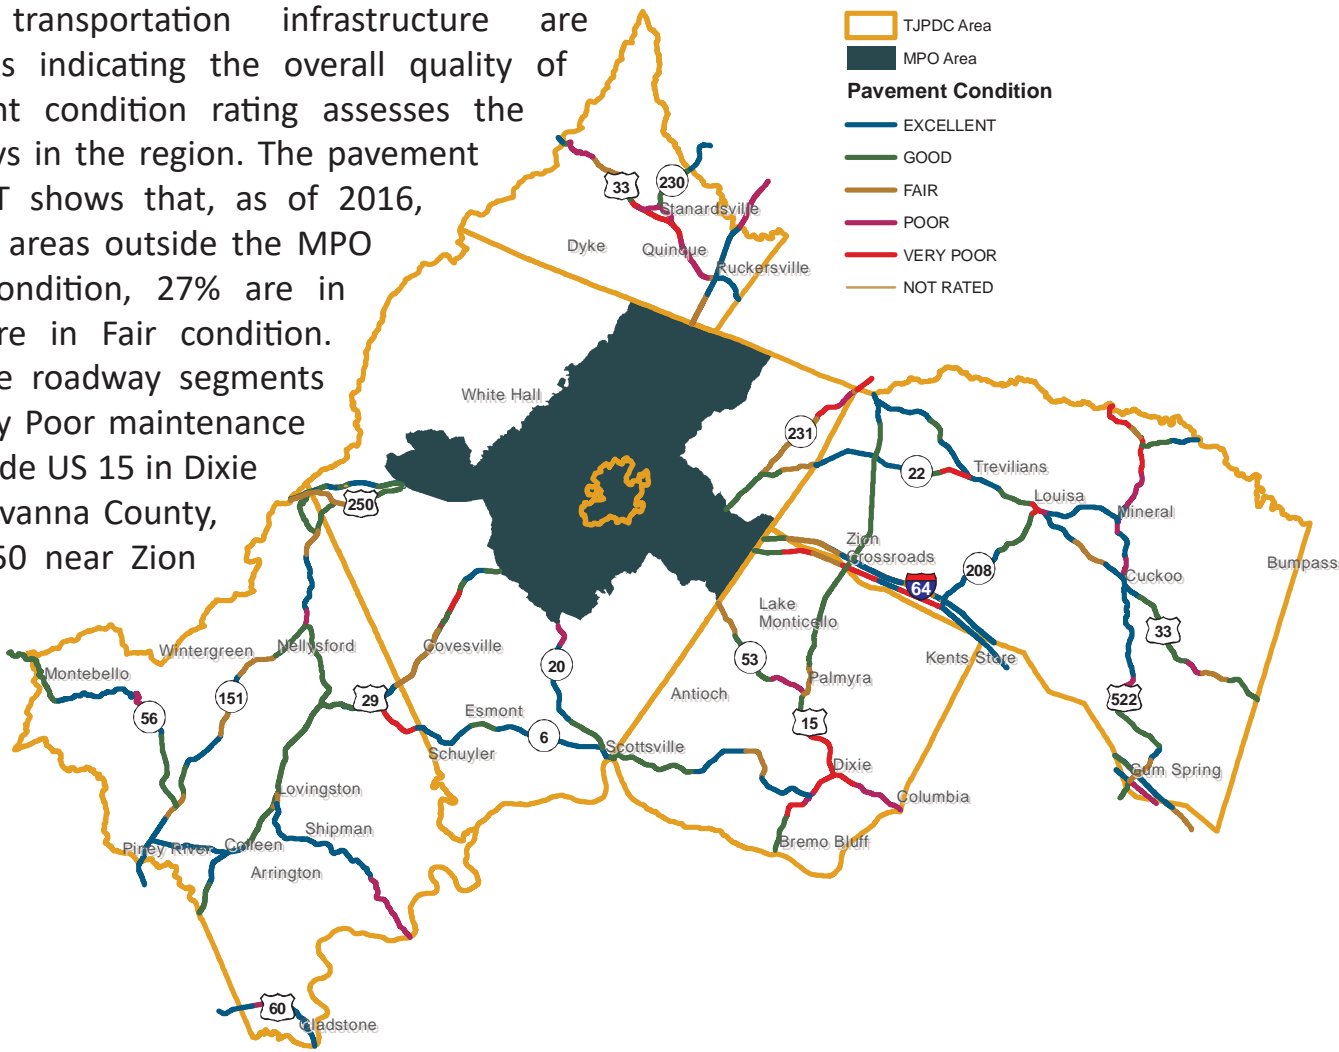 transportation infrastructure are
s indicating the overall quality of
nt condition rating assesses the
ys in the region. The pavement
T shows that, as of 2016,
areas outside the MPO
ondition, 27% are in
re in Fair condition.
e roadway segments
y Poor maintenance
de US 15 in Dixie
vanna County,
50 near Zion
TJPDC Area
MPO Area
Pavement Condition
EXCELLENT
GOOD
FAIR
POOR
VERY POOR
NOT RATED
33
230
Stanardsville
Dyke
Quinque
Ruckersville
White Hall
231
22
Trevilians
Louisa
Mineral
250
Zion
Crossroads
Bumpass
64
208
Cuckoo
Lake
Monticello
33
Wintergreen
Nellysford
Covesville
20
53
Kents Store
Montebello
151
29
Antioch
Palmyra
522
56
Esmont
6
15
Schuyler
Scottsville
Dixie
Gum Spring
Lovingston
Columbia
Shipman
Piney River
Colleen
Bremo Bluff
Arrington
60
Gladstone